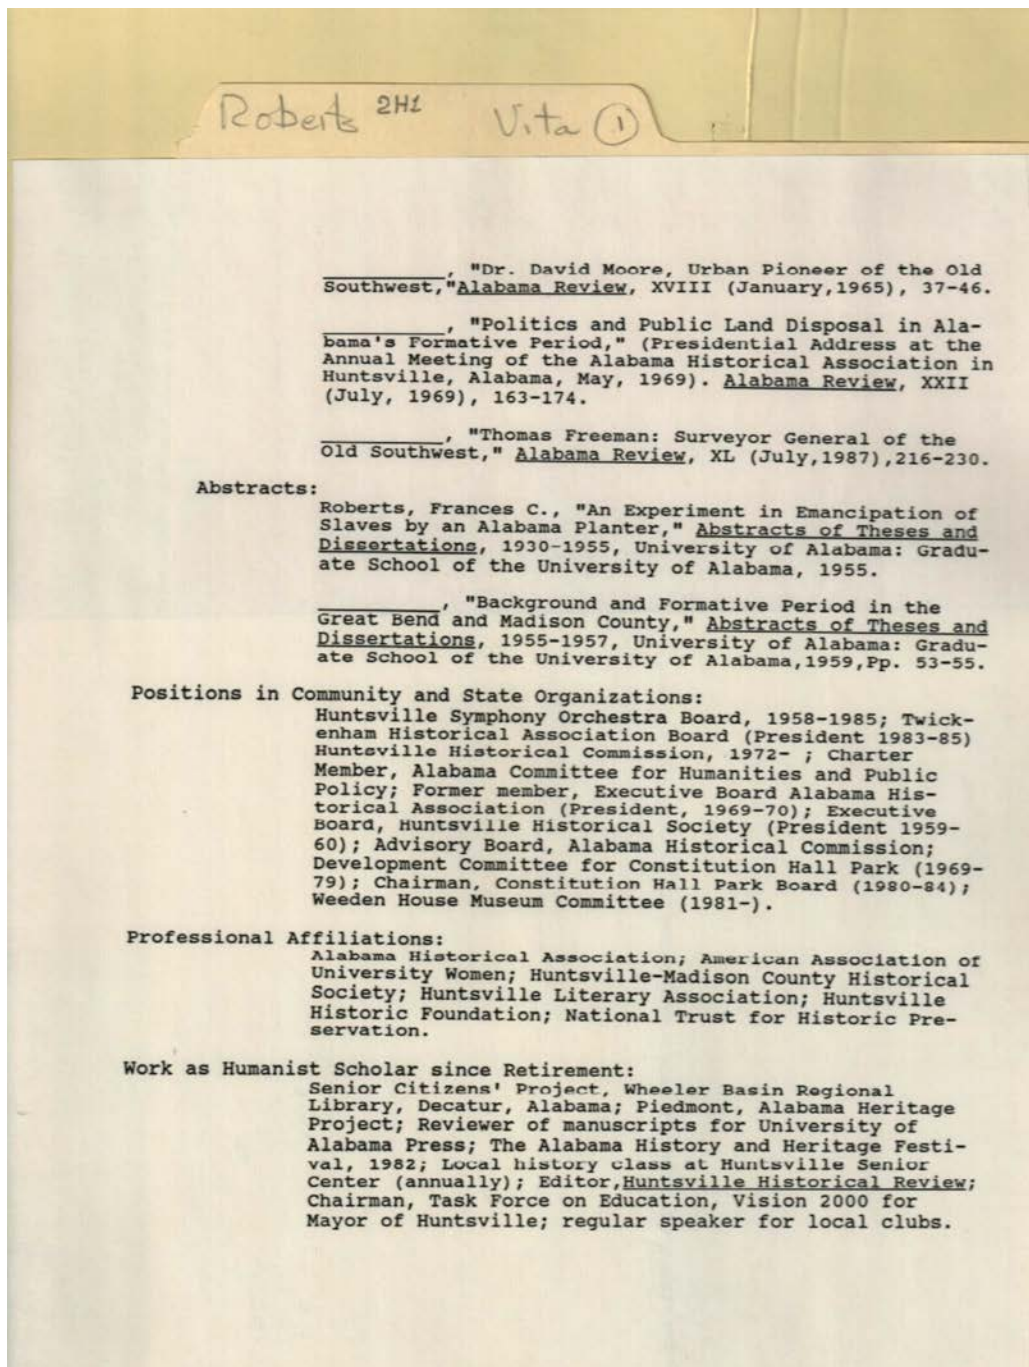 Roberts 2H1 Vita 1
__________, "Dr. David Moore, Urban Pioneer of the Old
Southwest,"Alabama Review, XVIII (January,1965), 37-46.
__________, "Politics and Public Land Disposal in Ala-
bama's Formative Period," (Presidential Address at the
Annual Meeting of the Alabama Historical Association in
Huntsville, Alabama, May, 1969). Alabama Review, XXII
(July, 1969), 163-174.
__________, "Thomas Freeman: Surveyor General of the
Old Southwest," Alabama Review, XL (July,1987),216-230.
Abstracts:
Roberts, Frances C., "An Experiment in Emancipation of
Slaves by an Alabama Planter," Abstracts of Theses and
Dissertations, 1930-1955, University of Alabama: Gradu-
ate School of the University of Alabama, 1955.
__________, "Background and Formative Period in the
Great Bend and Madison County," Abstracts of Theses and
Dissertations, 1955-1957, University of Alabama: Gradu-
ate School of the University of Alabama,1959,Pp. 53-55.
Positions in Community and State Organizations:
Huntsville Symphony Orchestra Board, 1958-1985; Twick-
enham Historical Association Board (President 1983-85)
Huntsville Historical Commission, 1972- ; Charter
Member, Alabama Committee for Humanities and Public
Policy; Former member, Executive Board Alabama His-
torical Association (President, 1969-70); Executive
Board, Huntsville Historical Society (President 1959-
60); Advisory Board, Alabama Historical Commission;
Development Committee for Constitution Hall Park (1969-
79); Chairman, Constitution Hall Park Board (1980-84);
Weeden House Museum Committee (1981-).
Professional Affiliations:
Alabama Historical Association; American Association of
University Women; Huntsville-Madison County Historical
Society; Huntsville Literary Association; Huntsville
Historic Foundation; National Trust for Historic Pre-
servation.
Work as Humanist Scholar since Retirement:
Senior Citizens' Project, Wheeler Basin Regional
Library, Decatur, Alabama; Piedmont, Alabama Heritage
Project; Reviewer of manuscripts for University of
Alabama Press; The Alabama History and Heritage Festi-
val, 1982; Local history class at Huntsville Senior
Center (annually); Editor,Huntsville Historical Review;
Chairman, Task Force on Education, Vision 2000 for
Mayor of Huntsville; regular speaker for local clubs.